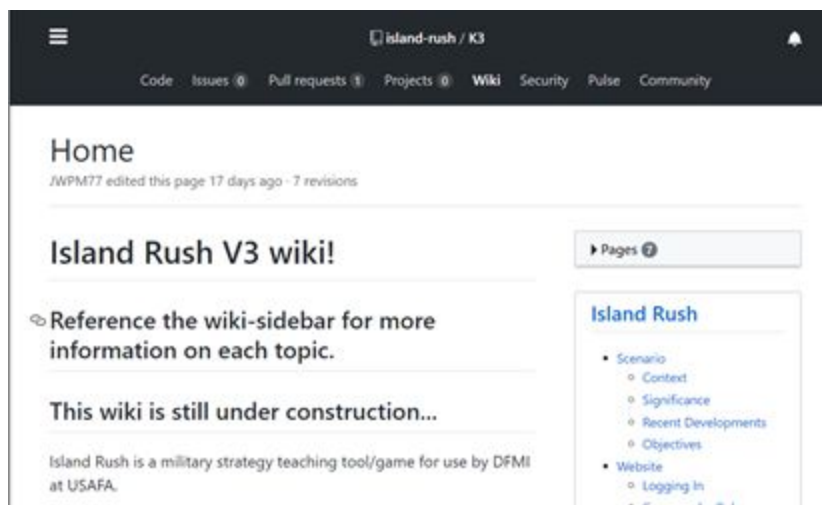 island-rush / K3
Code Issues 0 Pull requests 1 Projects 0 Wiki Security Pulse Community
Home
JWPM77 edited this page 17 days ago · 7 revisions
Island Rush V3 wiki!
Pages 7
Reference the wiki-sidebar for more
information on each topic.
This wiki is still under construction...
Island Rush is a military strategy teaching tool/game for use by DFMI
at USAFA.
Island Rush
Scenario
Context
Significance
Recent Developments
Objectives
Website
Logging In